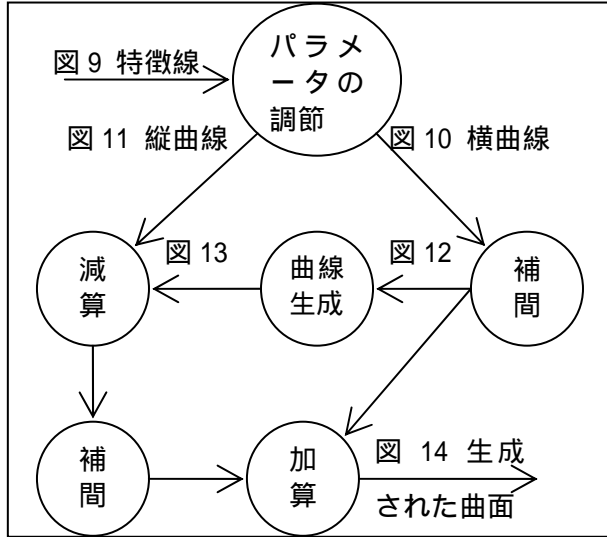 パラメ
ータの
調節
図 9 特徴線
図 11 縦曲線
図 10 横曲線
減
算
図 13
曲線
生成
図 12
補
間
補
間
加
算
図 14 生成
された曲面